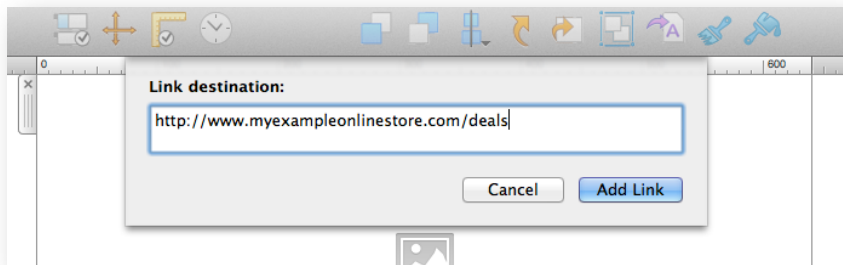 0
600
Link destination:
http://www.myexampleonlinestore.com/deals
Cancel Add Link
A